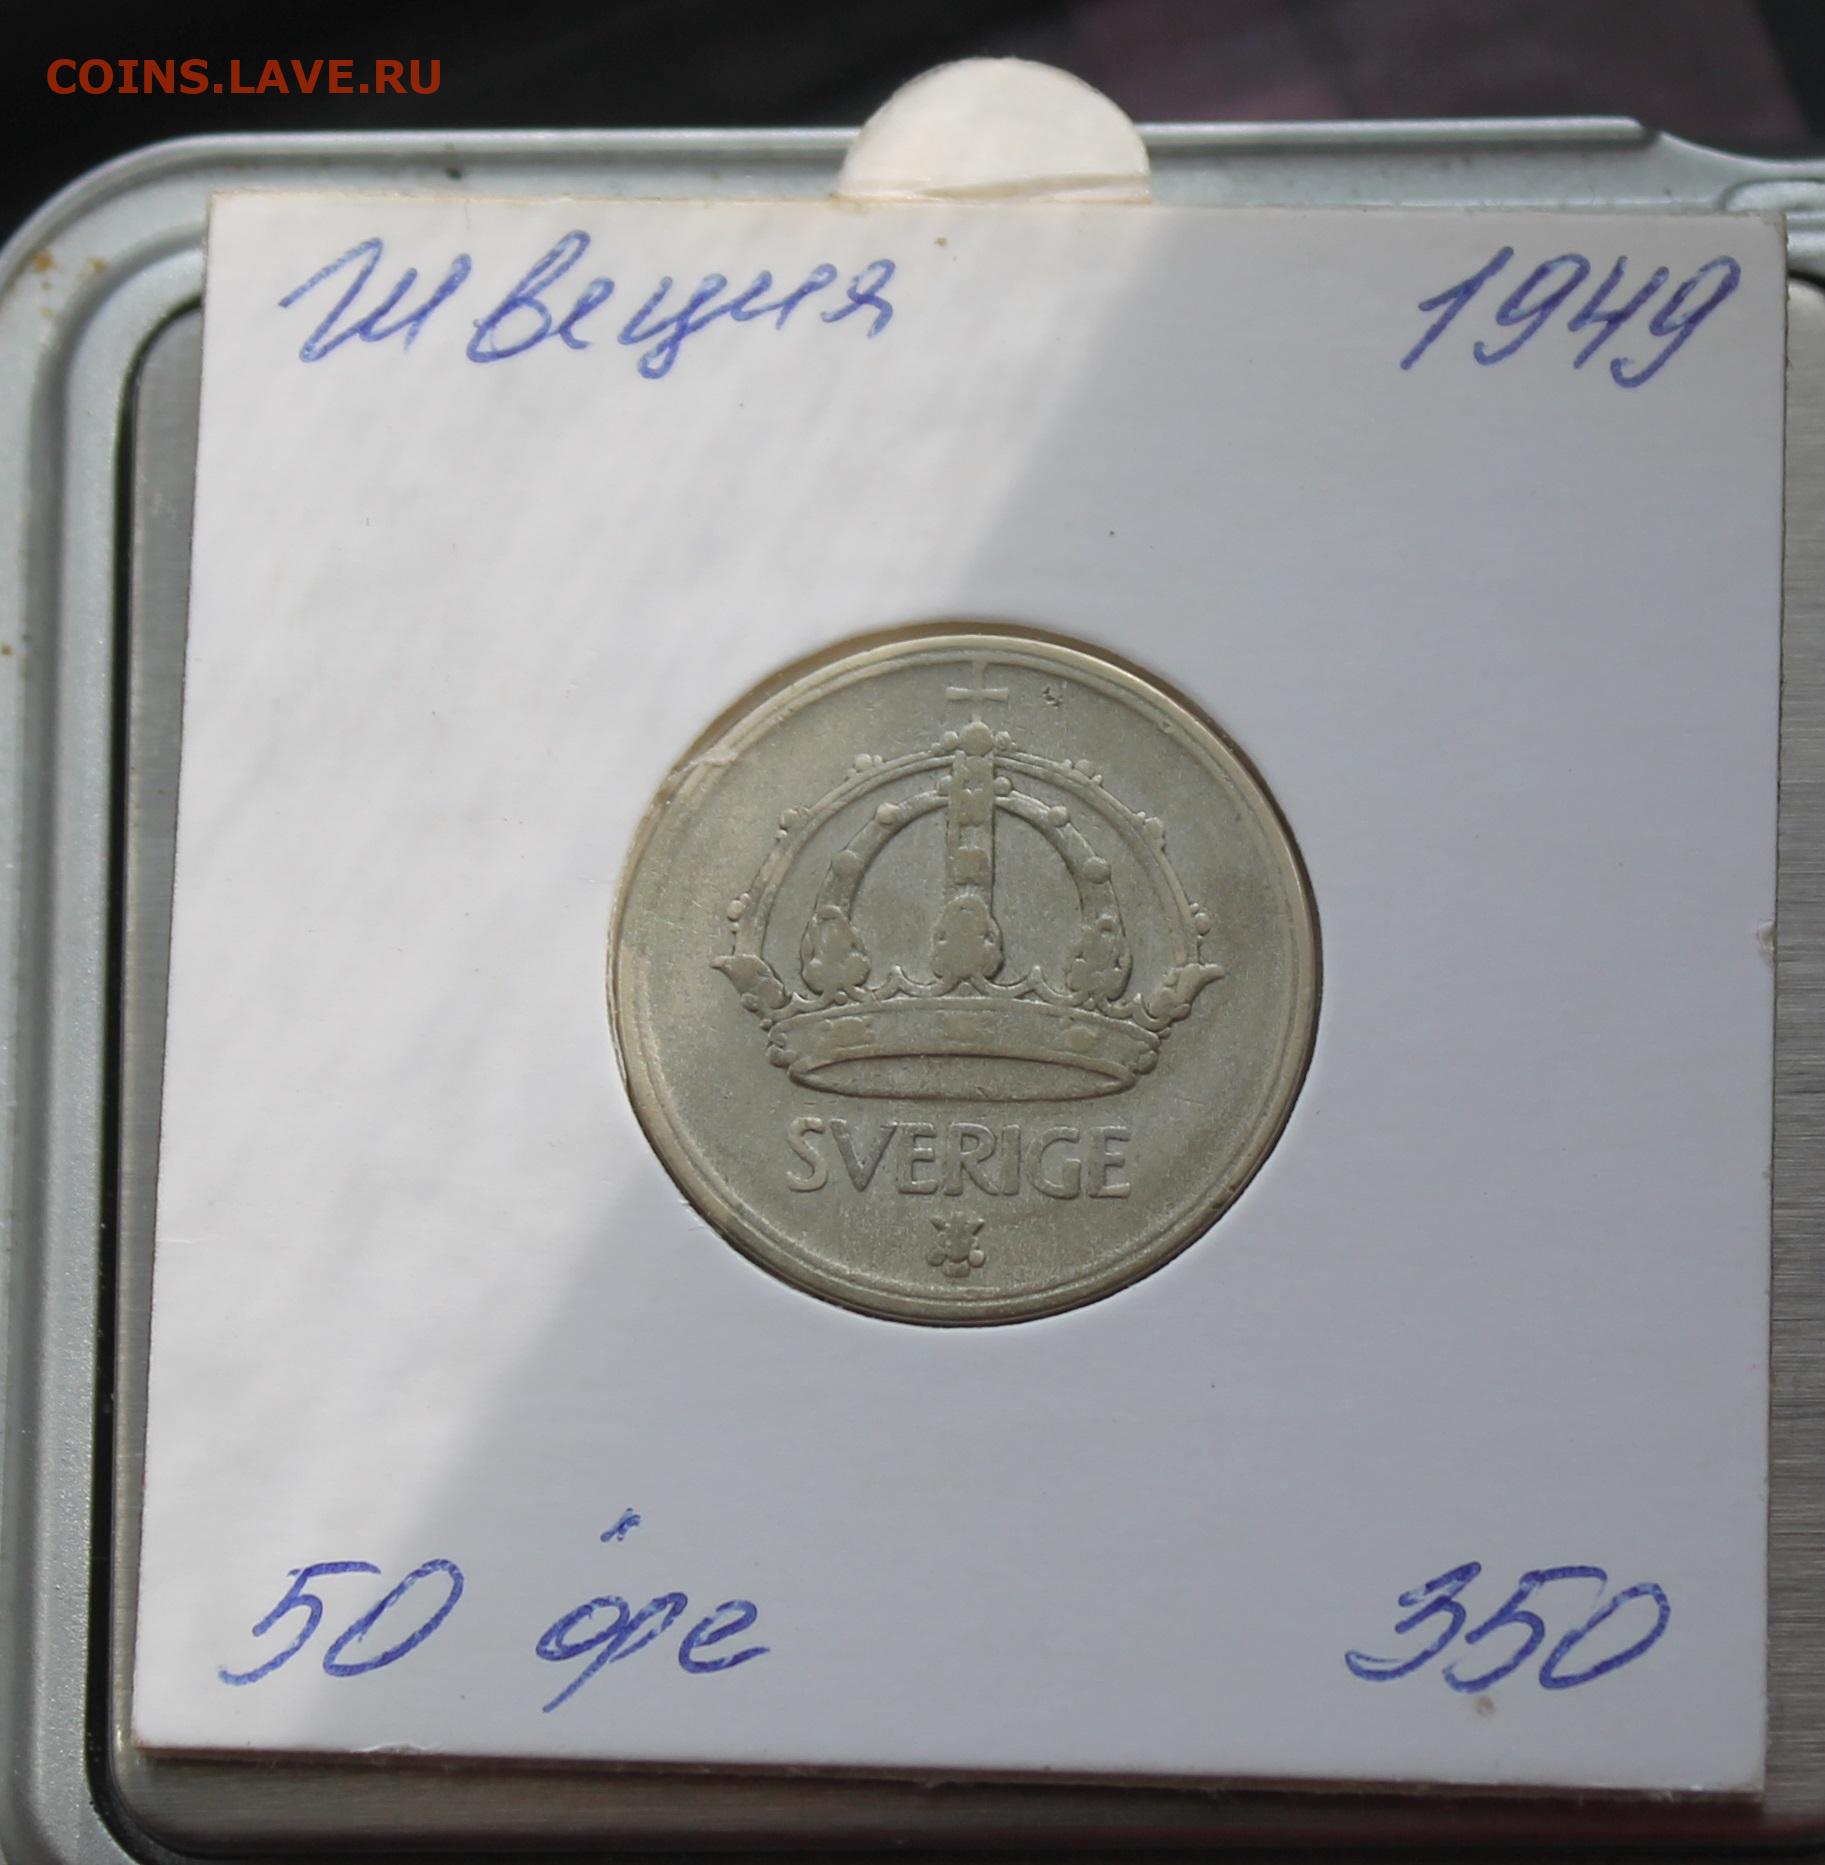 COINS.LAVE.RU
Швеция 1949
SVERIGE
50 öре 350